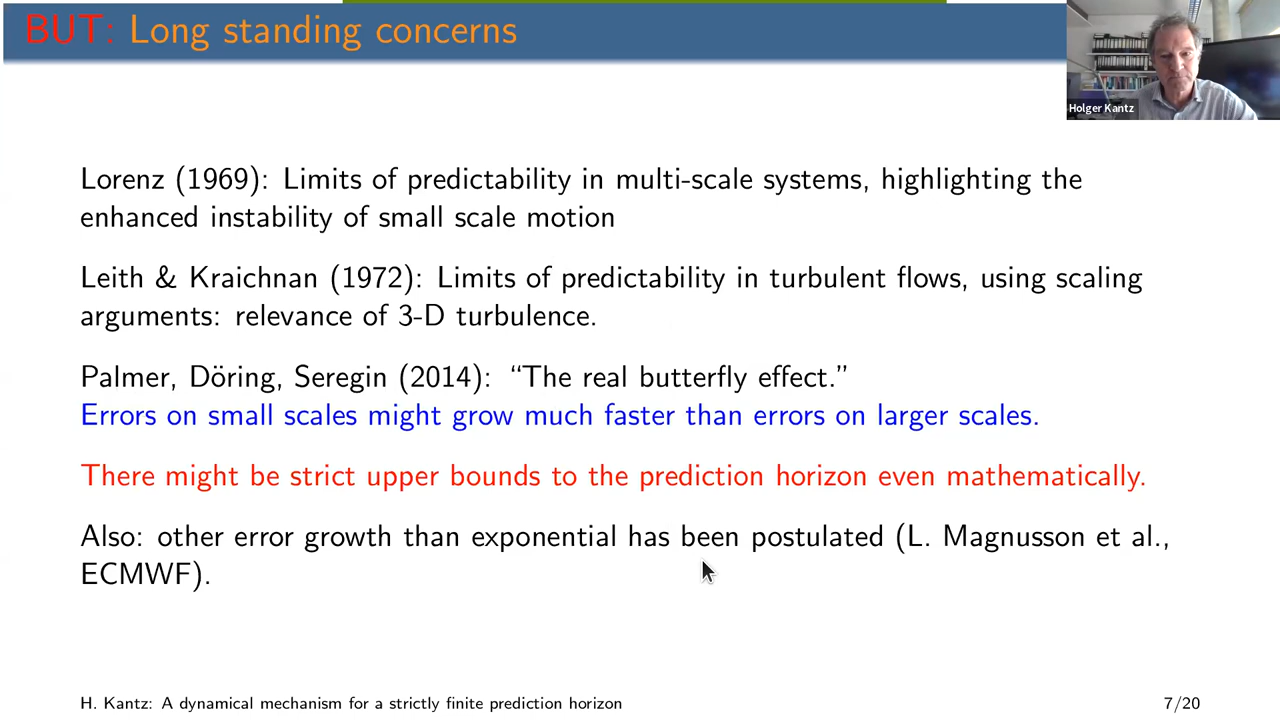 BUT: Long standing concerns
Holger Kantz
Lorenz (1969): Limits of predictability in multi-scale systems, highlighting the
enhanced instability of small scale motion
Leith & Kraichnan (1972): Limits of predictability in turbulent flows, using scaling
arguments: relevance of 3-D turbulence.
Palmer, Döring, Seregin (2014): “The real butterfly effect.”
Errors on small scales might grow much faster than errors on larger scales.
There might be strict upper bounds to the prediction horizon even mathematically.
Also: other error growth than exponential has been postulated (L. Magnusson et al.,
ECMWF).
H. Kantz: A dynamical mechanism for a strictly finite prediction horizon
7/20